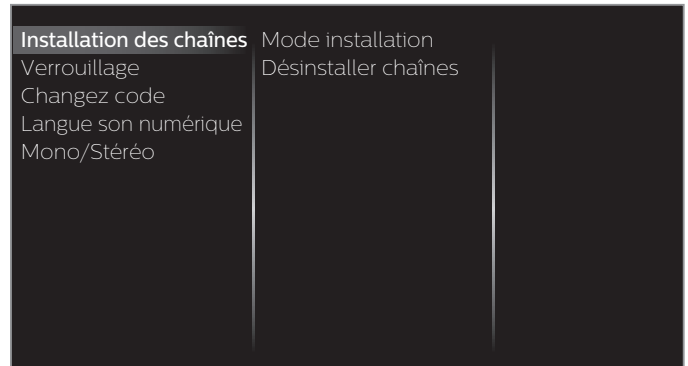 Installation des chaînes
Verrouillage
Changez code
Langue son numérique
Mono/Stéréo
Mode installation
Désinstaller chaînes